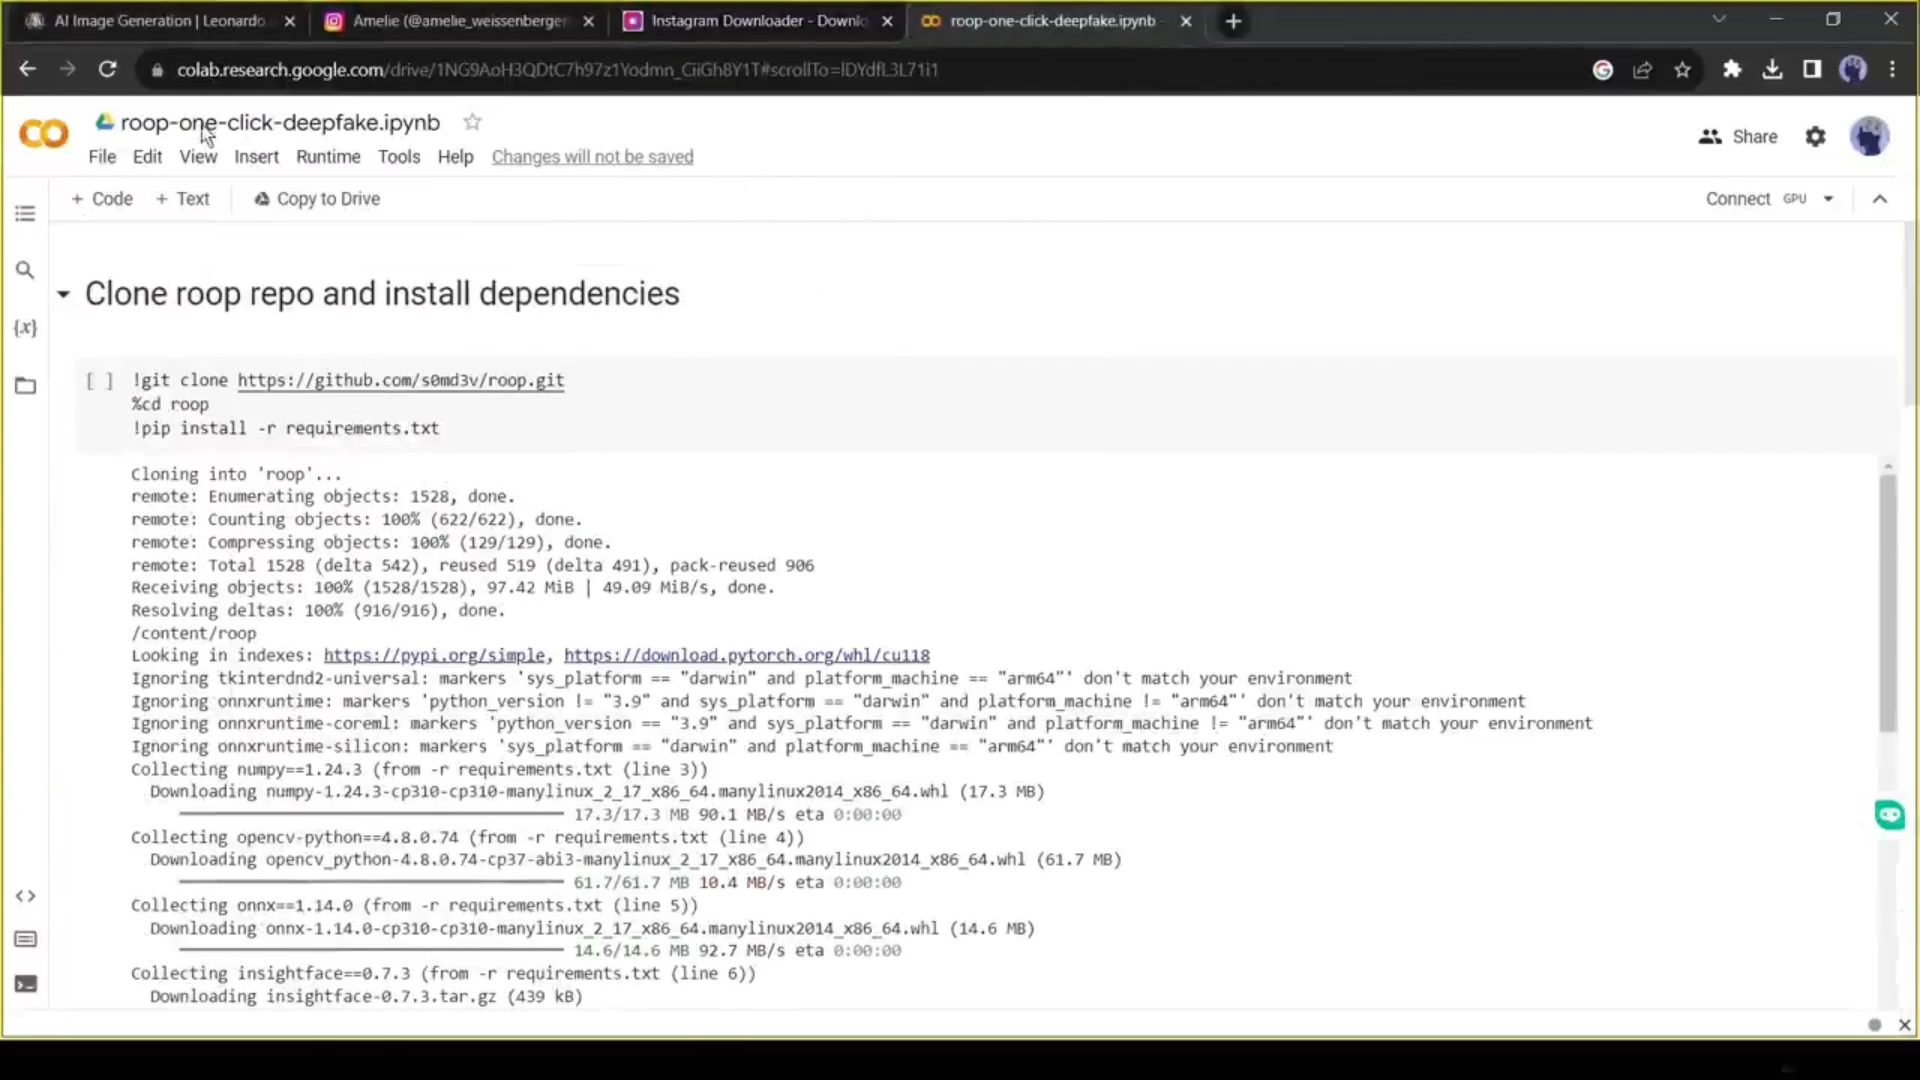 AI Image Generation | Leonardo
Amelie (@amelie_weissenberger
Instagram Downloader - Downlo
roop-one-click-deepfake.ipynb
colab.research.google.com/drive/1NG9AoH3QDtC7h97z1Yodmn_CiiGh8Y1T#scrollTo=lDYdfL3L71i1
roop-one-click-deepfake.ipynb
File Edit View Insert Runtime Tools Help Changes will not be saved
Share
+ Code + Text Copy to Drive
Connect GPU
Clone roop repo and install dependencies
{x}
[ ] !git clone https://github.com/s0md3v/roop.git
%cd roop
!pip install -r requirements.txt
Cloning into 'roop'...
remote: Enumerating objects: 1528, done.
remote: Counting objects: 100% (622/622), done.
remote: Compressing objects: 100% (129/129), done.
remote: Total 1528 (delta 542), reused 519 (delta 491), pack-reused 906
Receiving objects: 100% (1528/1528), 97.42 MiB | 49.09 MiB/s, done.
Resolving deltas: 100% (916/916), done.
/content/roop
Looking in indexes: https://pypi.org/simple, https://download.pytorch.org/whl/cu118
Ignoring tkinterdnd2-universal: markers 'sys_platform == "darwin" and platform_machine == "arm64"' don't match your environment
Ignoring onnxruntime: markers 'python_version != "3.9" and sys_platform == "darwin" and platform_machine != "arm64"' don't match your environment
Ignoring onnxruntime-coreml: markers 'python_version == "3.9" and sys_platform == "darwin" and platform_machine != "arm64"' don't match your environment
Ignoring onnxruntime-silicon: markers 'sys_platform == "darwin" and platform_machine == "arm64"' don't match your environment
Collecting numpy==1.24.3 (from -r requirements.txt (line 3))
Downloading numpy-1.24.3-cp310-cp310-manylinux_2_17_x86_64.manylinux2014_x86_64.whl (17.3 MB)
17.3/17.3 MB 90.1 MB/s eta 0:00:00
Collecting opencv-python==4.8.0.74 (from -r requirements.txt (line 4))
Downloading opencv_python-4.8.0.74-cp37-abi3-manylinux_2_17_x86_64.manylinux2014_x86_64.whl (61.7 MB)
61.7/61.7 MB 10.4 MB/s eta 0:00:00
Collecting onnx==1.14.0 (from -r requirements.txt (line 5))
Downloading onnx-1.14.0-cp310-cp310-manylinux_2_17_x86_64.manylinux2014_x86_64.whl (14.6 MB)
14.6/14.6 MB 92.7 MB/s eta 0:00:00
Collecting insightface==0.7.3 (from -r requirements.txt (line 6))
Downloading insightface-0.7.3.tar.gz (439 kB)